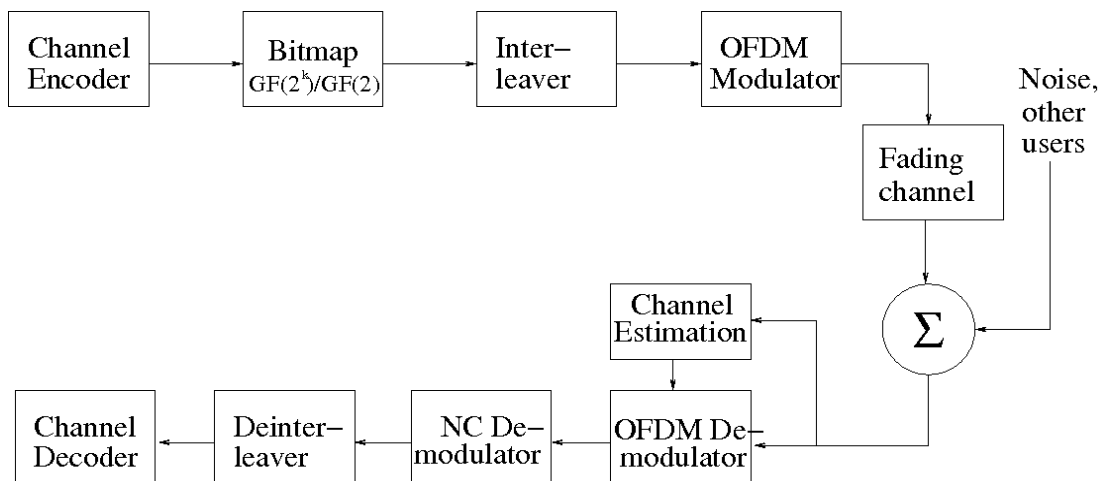 Channel
Encoder
Bitmap
GF(2^k)/GF(2)
Inter–
leaver
OFDM
Modulator
Noise,
other
users
Fading
channel
Σ
Channel
Estimation
Channel
Decoder
Deinter–
leaver
NC De–
modulator
OFDM De–
modulator